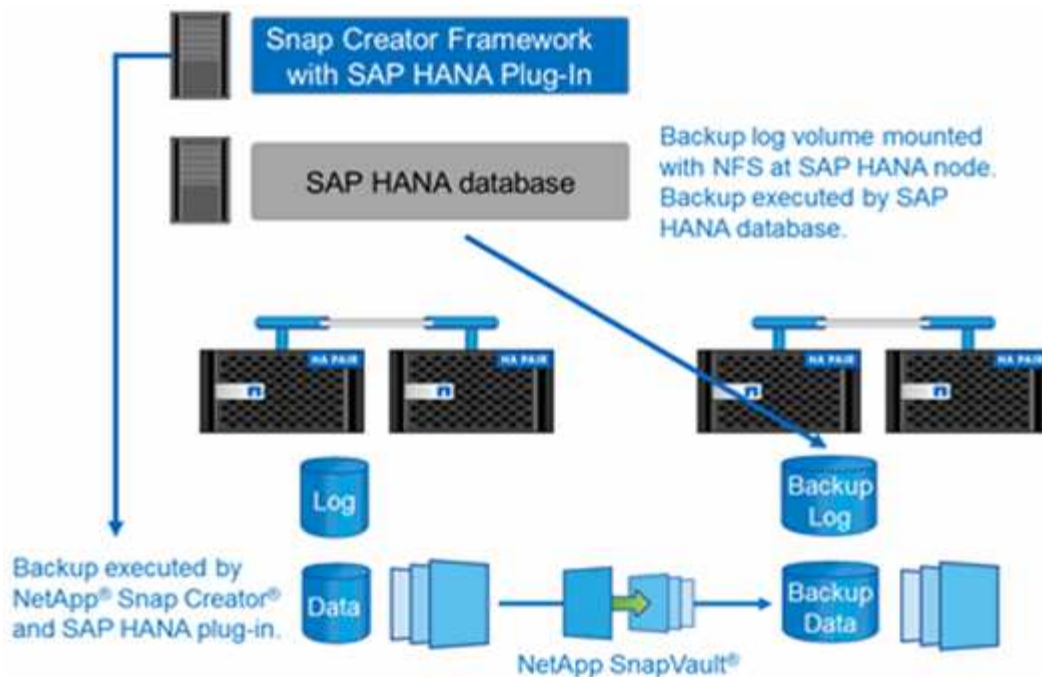 Snap Creator Framework
with SAP HANA Plug-In
SAP HANA database
Backup log volume mounted
with NFS at SAP HANA node.
Backup executed by SAP
HANA database.
HA PAIR
HA PAIR
HA PAIR
HA PAIR
Log
Backup
Log
Backup executed by
NetApp® Snap Creator®
and SAP HANA plug-in.
Data
Backup
Data
NetApp SnapVault®